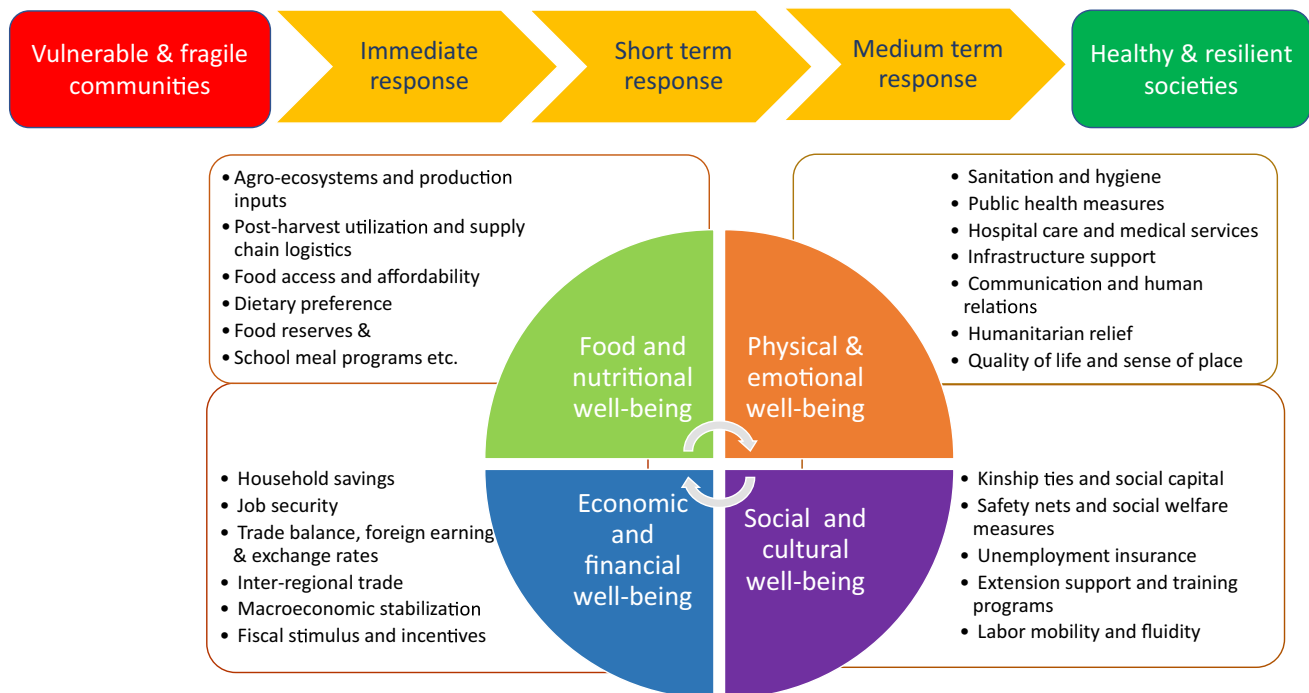 Vulnerable & fragile
communities
Immediate
response
Short term
response
Medium term
response
Healthy & resilient
societies
• Agro-ecosystems and production
inputs
• Post-harvest utilization and supply
chain logistics
• Food access and affordability
• Dietary preference
• Food reserves &
• School meal programs etc.
• Sanitation and hygiene
• Public health measures
• Hospital care and medical services
• Infrastructure support
• Communication and human
relations
• Humanitarian relief
• Quality of life and sense of place
Food and
nutritional
well-being
Physical &
emotional
well-being
• Household savings
• Job security
• Trade balance, foreign earning
& exchange rates
• Inter-regional trade
• Macroeconomic stabilization
• Fiscal stimulus and incentives
Economic
and
financial
well-being
Social and
cultural
well-being
• Kinship ties and social capital
• Safety nets and social welfare
measures
• Unemployment insurance
• Extension support and training
programs
• Labor mobility and fluidity